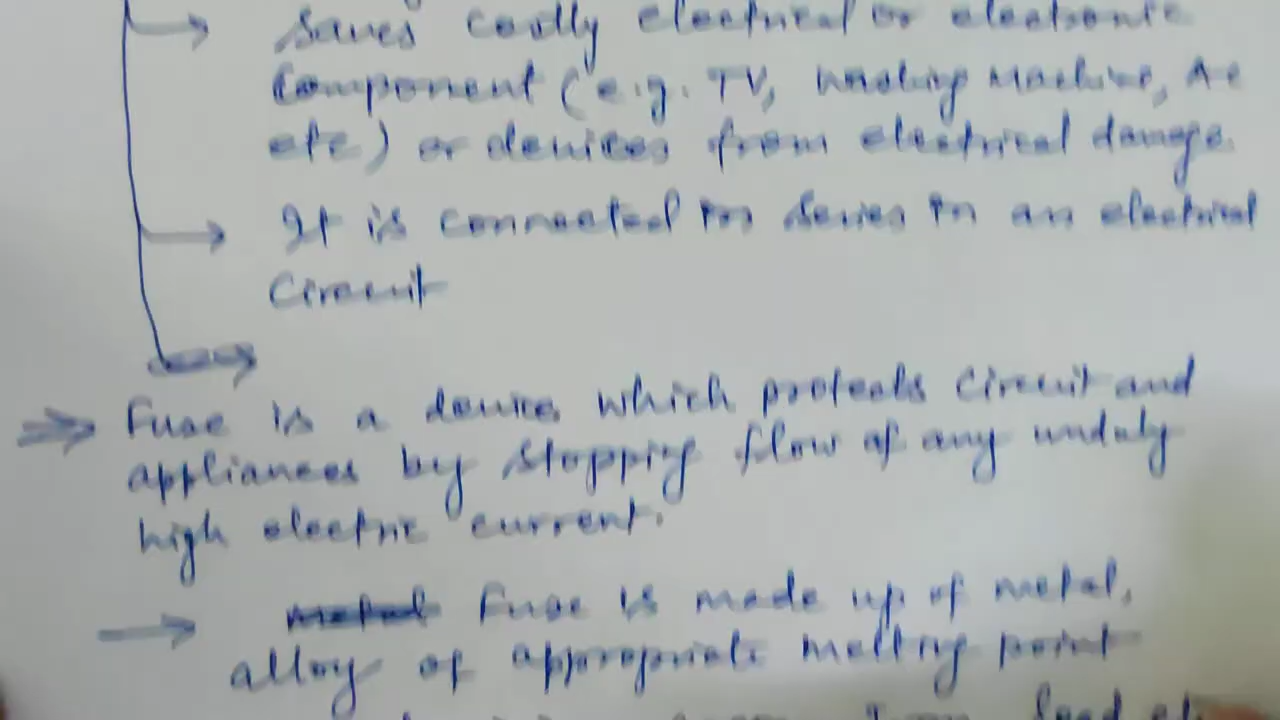 saves costly electrical or electronic
component (e.g. TV, washing machine, AC
etc) or devices from electrical damage.
It is connected in series in an electrical
circuit
Fuse is a device which protects circuit and
appliances by stopping flow of any unduly
high electric current.
Fuse is made up of metal,
alloy of appropriate melting point